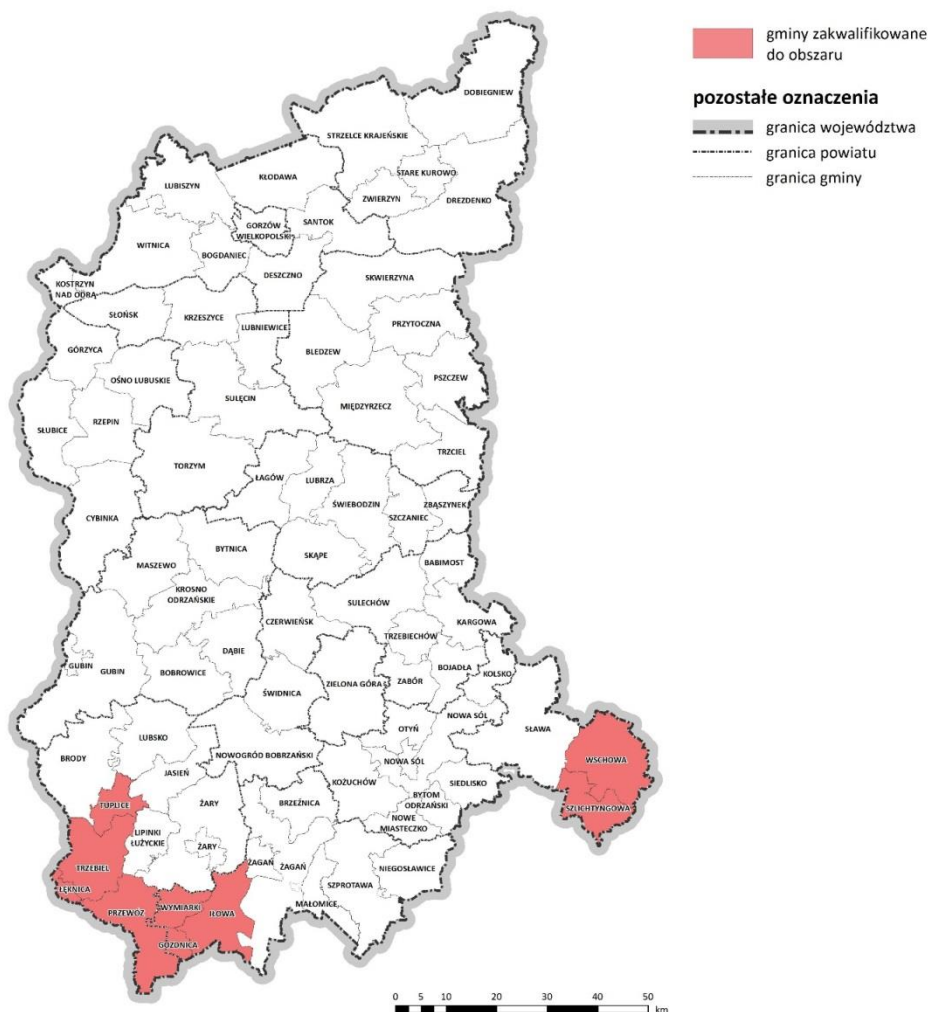 gminy zakwalifikowane
do obszaru
pozostałe oznaczenia
granica województwa
granica powiatu
granica gminy
DOBIEGNIEW
STRZELCE KRAJEŃSKIE
STARE KUROWO
ZWIERZYN
DREZDENKO
LUBISZYN
KŁODAWA
SANTOK
GORZÓW
WIELKOPOLSKI
WITNICA
BOGDANIEC
DESZCZNO
SKWIERZYNA
KOSTRZYN
NAD ODRĄ
SŁOŃSK
KRZESZYCE
LUBNIEWICE
PRZYTOCZNA
GÓRZYCA
BLEDZEW
PSZCZEW
OŚNO LUBUSKIE
SULĘCIN
MIĘDZYRZECZ
SŁUBICE
RZEPIN
TRZCIEL
TORZYM
ŁAGÓW
LUBRZA
ŚWIEBODZIN
ZBĄSZYNEK
SZCZANIEC
CYBINKA
BYTNICA
SKĄPE
BABIMOST
MASZEWO
KROSNO
ODRZAŃSKIE
SULECHÓW
CZERWIEŃSK
KARGOWA
TRZEBIECHÓW
DĄBIE
GUBIN
GUBIN
BOBROWICE
ŚWIDNICA
ZIELONA GÓRA
ZABÓR
BOJADŁA
KOLSKO
NOWA SÓL
OTYŃ
SŁAWA
LUBSKO
BRODY
NOWOGRÓD BOBRZAŃSKI
NOWA SÓL
WSCHOWA
JASIEŃ
KOŻUCHÓW
SIEDLISKO
BYTOM
ODRZAŃSKI
TUPLICE
ŻARY
BRZEŹNICA
SZLICHTYNGOWA
NOWE
MIASTECZKO
LIPINKI
ŁUŻYCKIE
ŻARY
TRZEBIEL
ŻAGAŃ
ŻAGAŃ
NIEGOSŁAWICE
ŁĘKNICA
SZPROTAWA
MAŁOMICE
PRZEWÓZ
WYMIARKI
IŁOWA
GOZDNICA
0 5 10 20 30 40 50
km